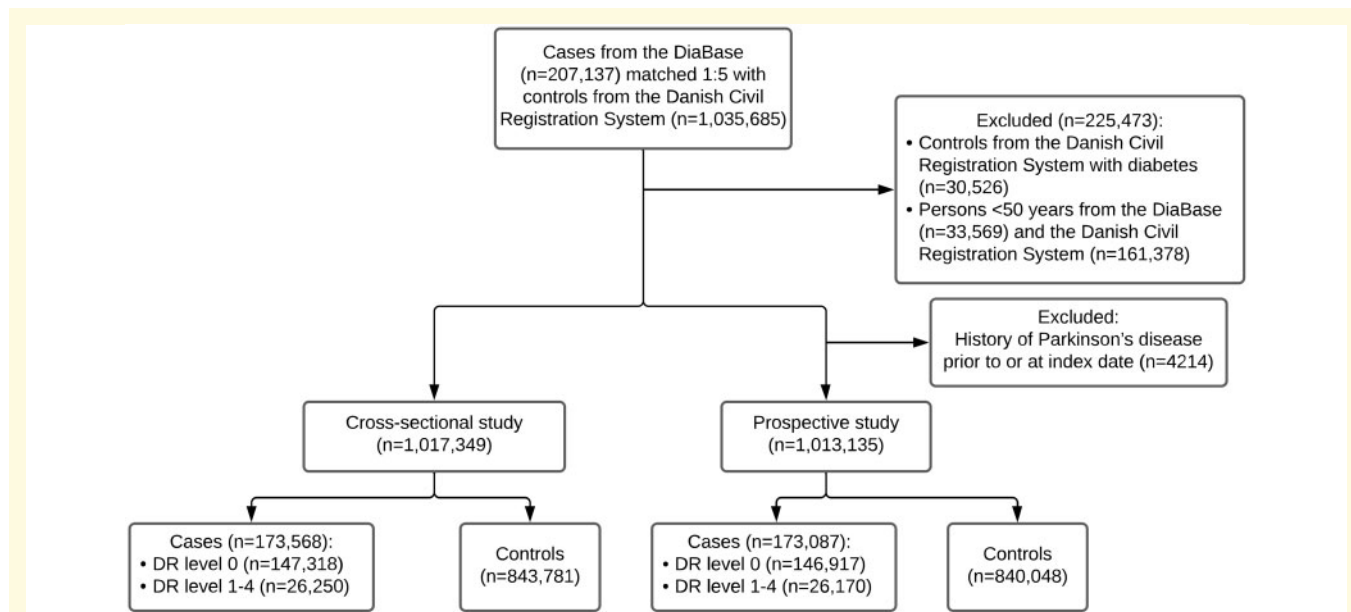 Cases from the DiaBase
(n=207,137) matched 1:5 with
controls from the Danish Civil
Registration System (n=1,035,685)
Excluded (n=225,473):
• Controls from the Danish Civil
Registration System with diabetes
(n=30,526)
• Persons <50 years from the DiaBase
(n=33,569) and the Danish Civil
Registration System (n=161,378)
Excluded:
History of Parkinson's disease
prior to or at index date (n=4214)
Cross-sectional study
(n=1,017,349)
Prospective study
(n=1,013,135)
Cases (n=173,568):
• DR level 0 (n=147,318)
• DR level 1-4 (n=26,250)
Controls
(n=843,781)
Cases (n=173,087):
• DR level 0 (n=146,917)
• DR level 1-4 (n=26,170)
Controls
(n=840,048)